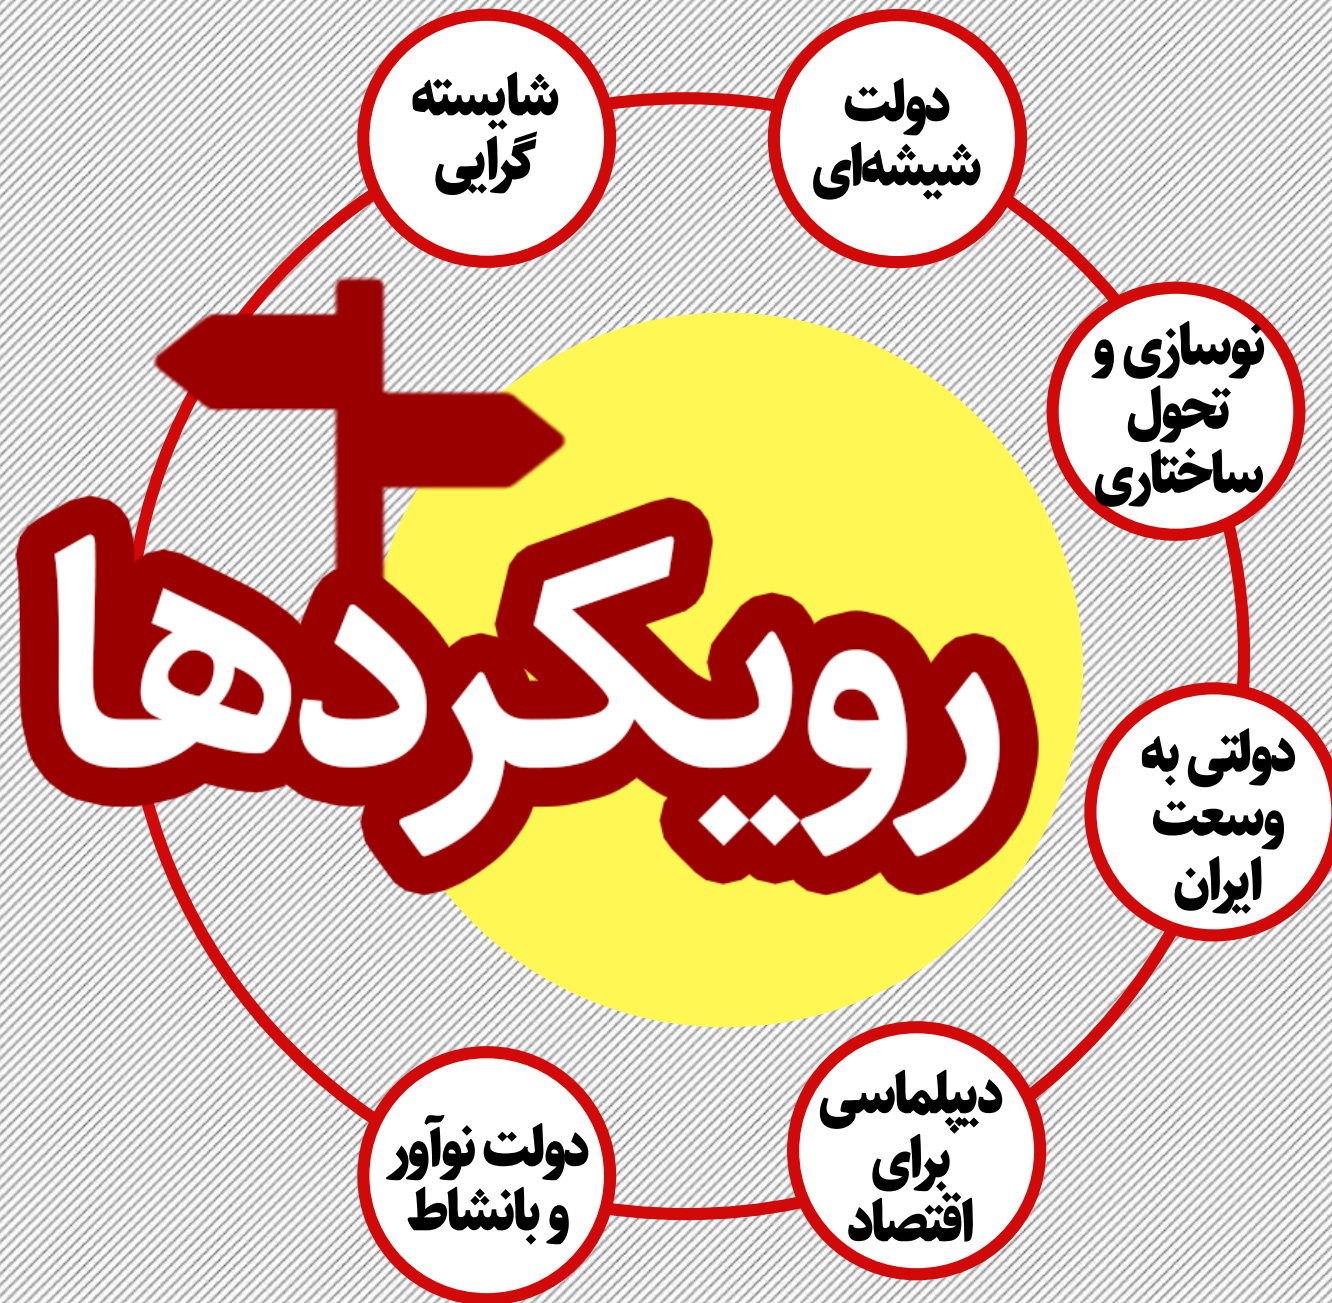 رویکردها
شایسته
گرایی
دولت
شیشه‌ای
نوسازی و
تحول
ساختاری
دولتی به
وسعت
ایران
دیپلماسی
برای
اقتصاد
دولت نوآور
و بانشاط